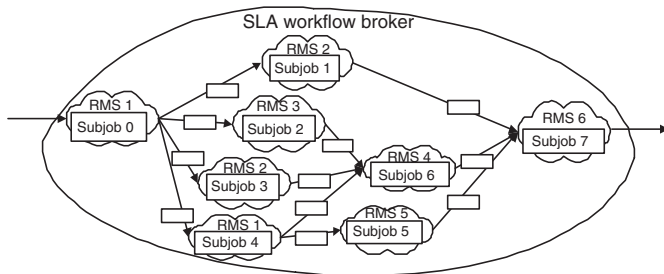 SLA workflow broker
RMS 2
Subjob 1
RMS 1
Subjob 0
RMS 3
Subjob 2
RMS 6
Subjob 7
RMS 2
Subjob 3
RMS 4
Subjob 6
RMS 1
Subjob 4
RMS 5
Subjob 5